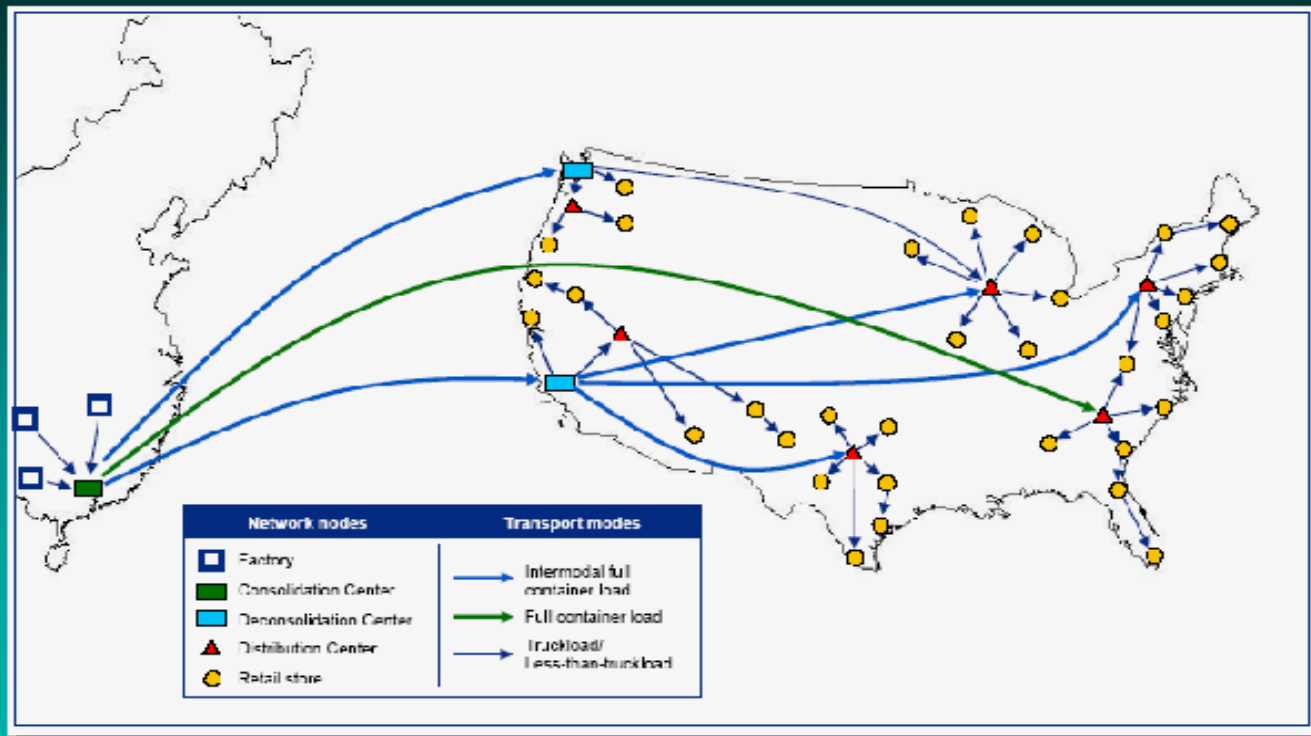 Network nodes
Transport modes
Factory
Consolidation Center
Deconsolidation Center
Distribution Center
Retail store
Intermodal full
container load
Full container load
Truckload/
Less-than-truckload